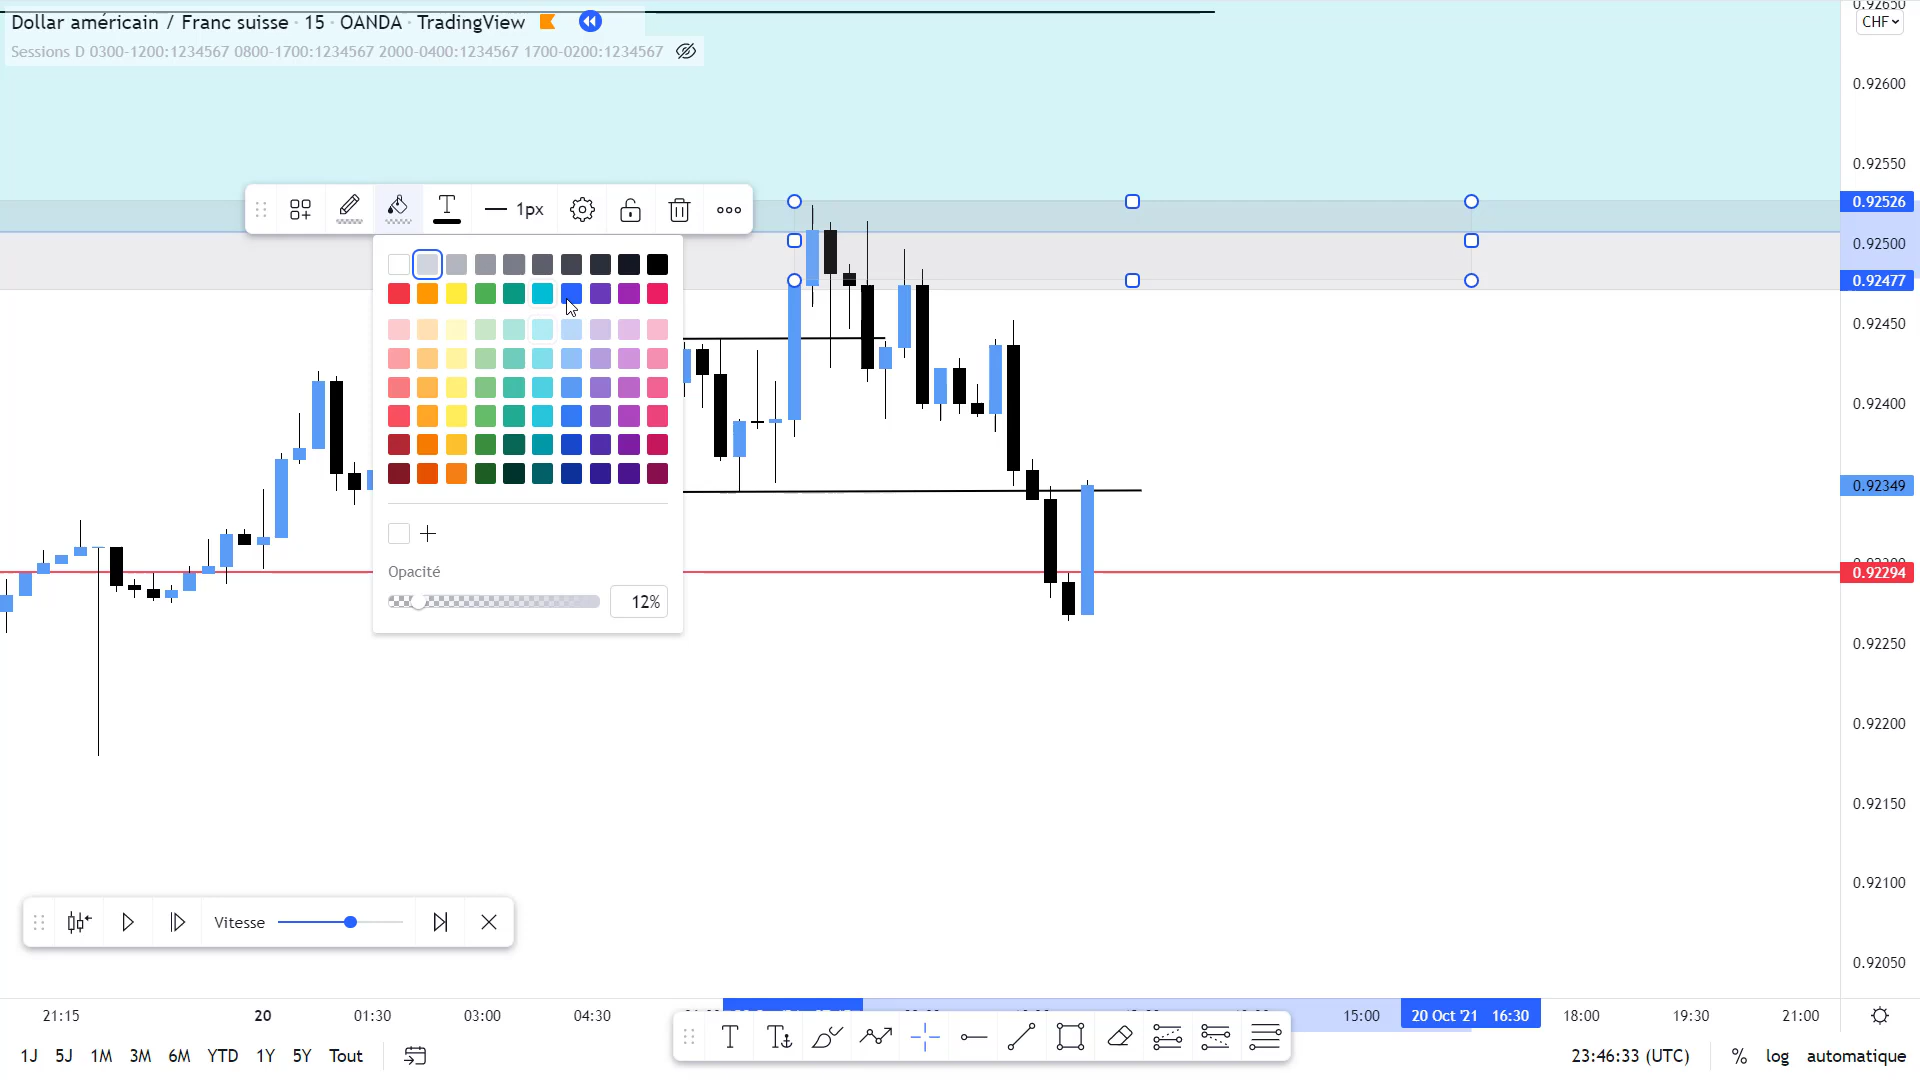 Dollar américain / Franc suisse · 15 · OANDA · TradingView
Sessions D 0300-1200:1234567 0800-1700:1234567 2000-0400:1234567 1700-0200:1234567
CHF
0.92650
0.92600
0.92550
0.92526
0.92500
0.92477
0.92450
0.92400
0.92349
0.92294
0.92250
0.92200
0.92150
0.92100
0.92050
T 1px
Opacité
12%
Vitesse
21:15 20 01:30 03:00 04:30 15:00 20 Oct '21 16:30 18:00 19:30 21:00
1J 5J 1M 3M 6M YTD 1Y 5Y Tout
23:46:33 (UTC) % log automatique